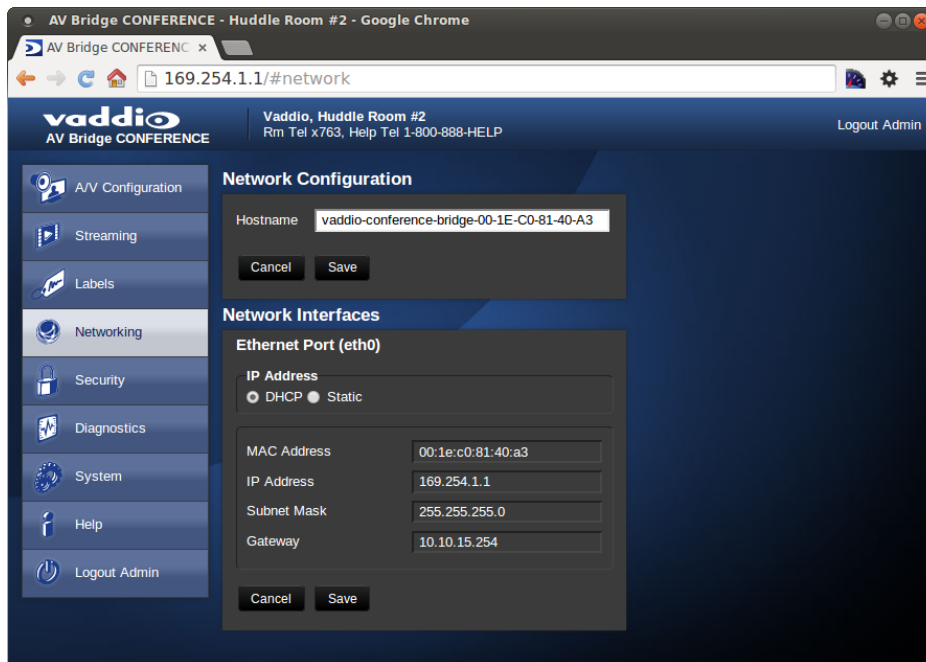 AV Bridge CONFERENCE - Huddle Room #2 - Google Chrome
AV Bridge CONFERENC
169.254.1.1/#network
vaddio
AV Bridge CONFERENCE
Vaddio, Huddle Room #2
Rm Tel x763, Help Tel 1-800-888-HELP
Logout Admin
A/V Configuration
Streaming
Labels
Networking
Security
Diagnostics
System
Help
Logout Admin
Network Configuration
Hostname vaddio-conference-bridge-00-1E-C0-81-40-A3
Cancel Save
Network Interfaces
Ethernet Port (eth0)
IP Address
DHCP Static
MAC Address 00:1e:c0:81:40:a3
IP Address 169.254.1.1
Subnet Mask 255.255.255.0
Gateway 10.10.15.254
Cancel Save